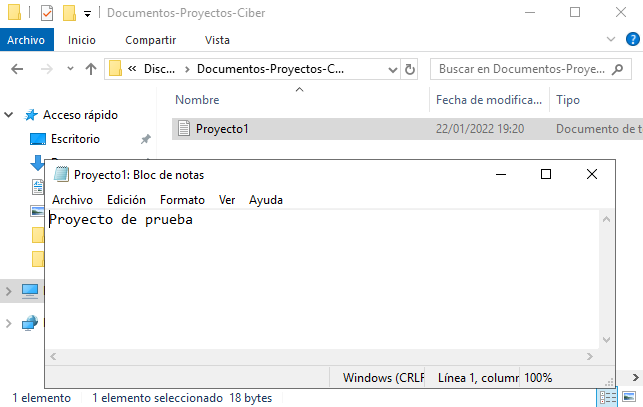 Documentos-Proyectos-Ciber
Archivo Inicio Compartir Vista
« Disc... Documentos-Proyectos-C... Buscar en Documentos-Proye...
Nombre Fecha de modifica... Tipo
Acceso rápido
Escritorio
Proyecto1 22/01/2022 19:20 Documento de t
Proyecto1: Bloc de notas
Archivo Edición Formato Ver Ayuda
Proyecto de prueba
Windows (CRLF Línea 1, column 100%
1 elemento 1 elemento seleccionado 18 bytes